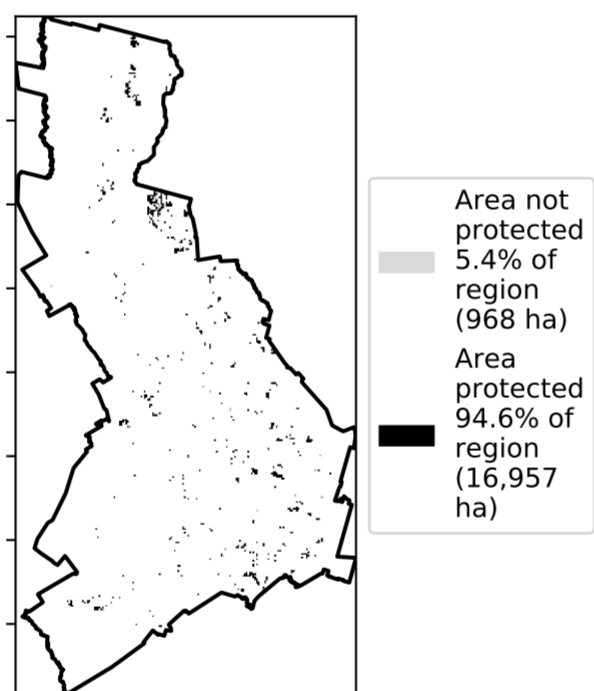 Area not
protected
5.4% of
region
(968 ha)
Area
protected
94.6% of
region
(16,957
ha)